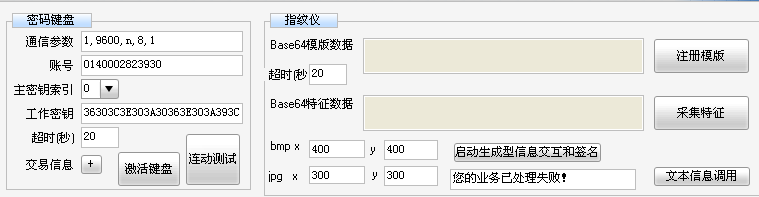 密码键盘
通信参数 1,9600,n,8,1
账号 0140002823930
主密钥索引 0
工作密钥 36303C3E303A30363E303A393C
超时(秒) 20
交易信息 +
激活键盘
连动测试
指纹仪
Base64模版数据
注册模版
超时(秒 20
Base64特征数据
采集特征
bmp x 400 y 400
启动生成型信息交互和签名
jpg x 300 y 300
您的业务已处理失败!
文本信息调用